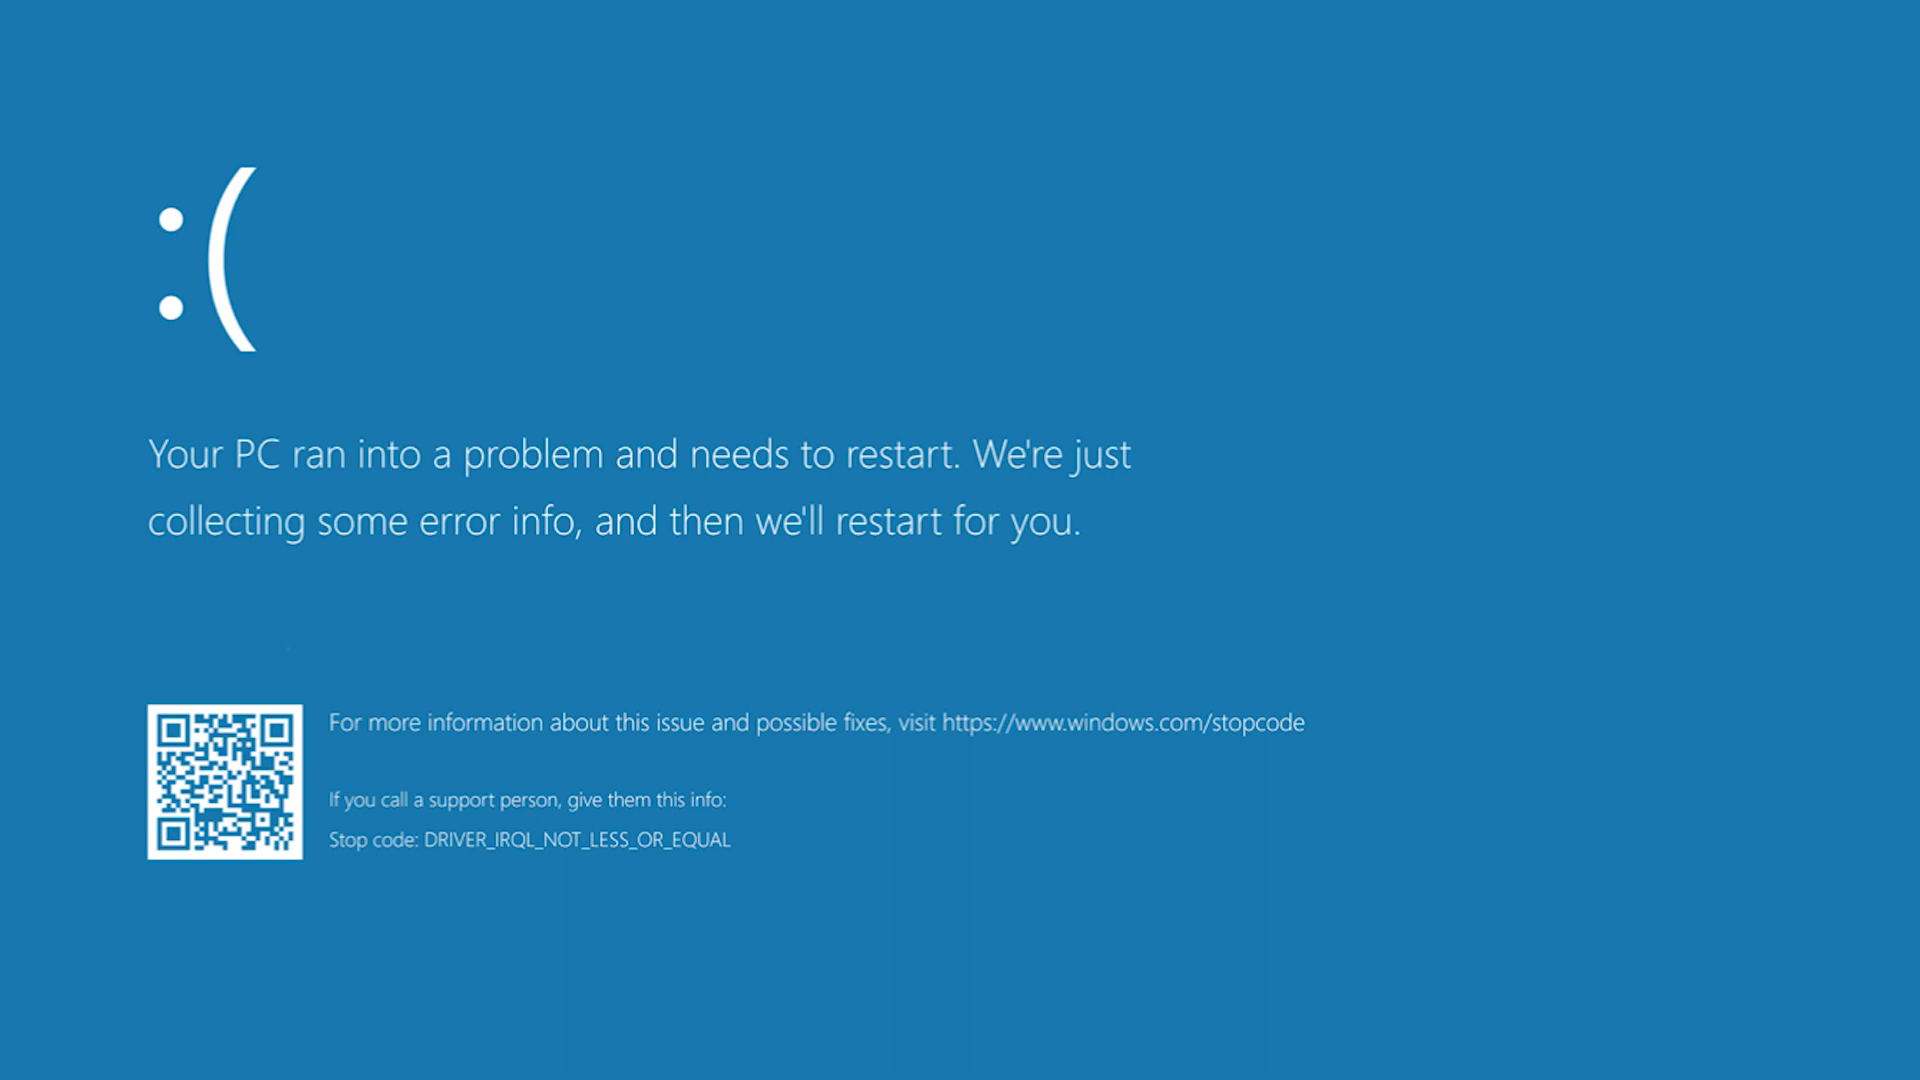 :(
Your PC ran into a problem and needs to restart. We're just
collecting some error info, and then we'll restart for you.
For more information about this issue and possible fixes, visit https://www.windows.com/stopcode
If you call a support person, give them this info:
Stop code: DRIVER_IRQL_NOT_LESS_OR_EQUAL